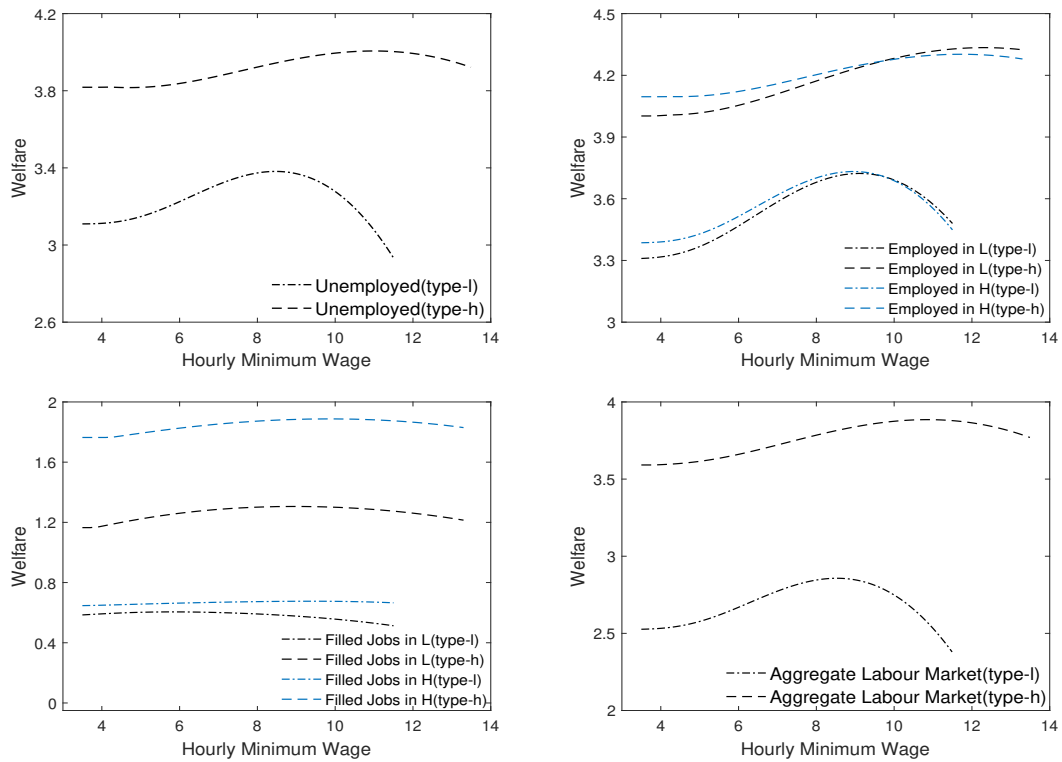 4.2
3.8
3.4
3
2.6
Welfare
Unemployed(type-l)
Unemployed(type-h)
4 6 8 10 12 14
Hourly Minimum Wage
4.5
4.2
3.9
3.6
3.3
3
Welfare
Employed in L(type-l)
Employed in L(type-h)
Employed in H(type-l)
Employed in H(type-h)
4 6 8 10 12 14
Hourly Minimum Wage
2
1.6
1.2
0.8
0.4
0
Welfare
Filled Jobs in L(type-l)
Filled Jobs in L(type-h)
Filled Jobs in H(type-l)
Filled Jobs in H(type-h)
4 6 8 10 12 14
Hourly Minimum Wage
4
3.5
3
2.5
2
Welfare
Aggregate Labour Market(type-l)
Aggregate Labour Market(type-h)
4 6 8 10 12 14
Hourly Minimum Wage